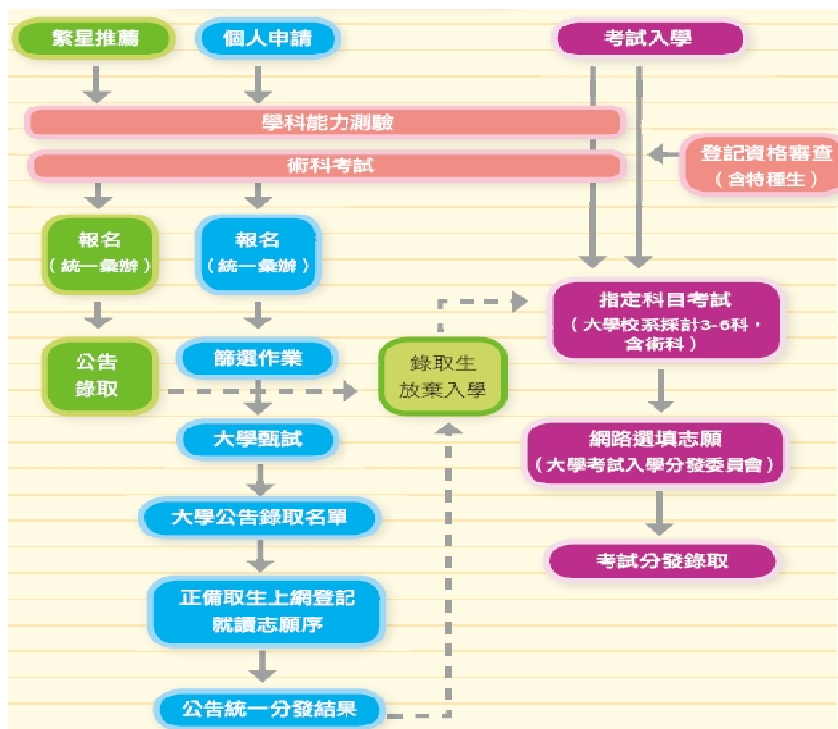 繁星推薦
個人申請
考試入學
學科能力測驗
術科考試
登記資格審查
（含特種生）
報名
（統一彙辦）
報名
（統一彙辦）
指定科目考試
（大學校系採計3-6科，
含術科）
公告
錄取
篩選作業
錄取生
放棄入學
大學甄試
網路選填志願
（大學考試入學分發委員會）
大學公告錄取名單
考試分發錄取
正備取生上網登記
就讀志願序
公告統一分發結果